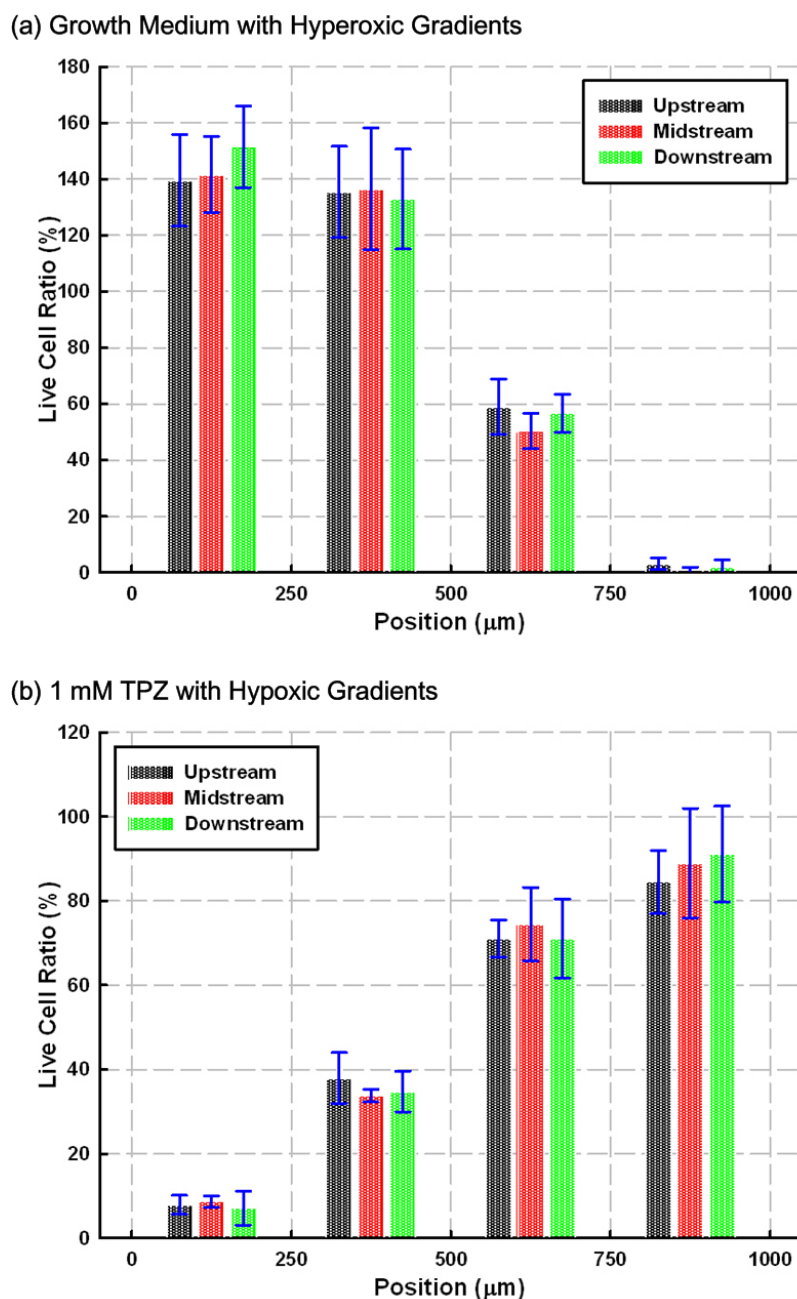 (a) Growth Medium with Hyperoxic Gradients
180
160
140
120
100
80
60
40
20
0
Live Cell Ratio (%)
Upstream
Midstream
Downstream
0 250 500 750 1000
Position (μm)
(b) 1 mM TPZ with Hypoxic Gradients
120
100
80
60
40
20
0
Live Cell Ratio (%)
Upstream
Midstream
Downstream
0 250 500 750 1000
Position (μm)